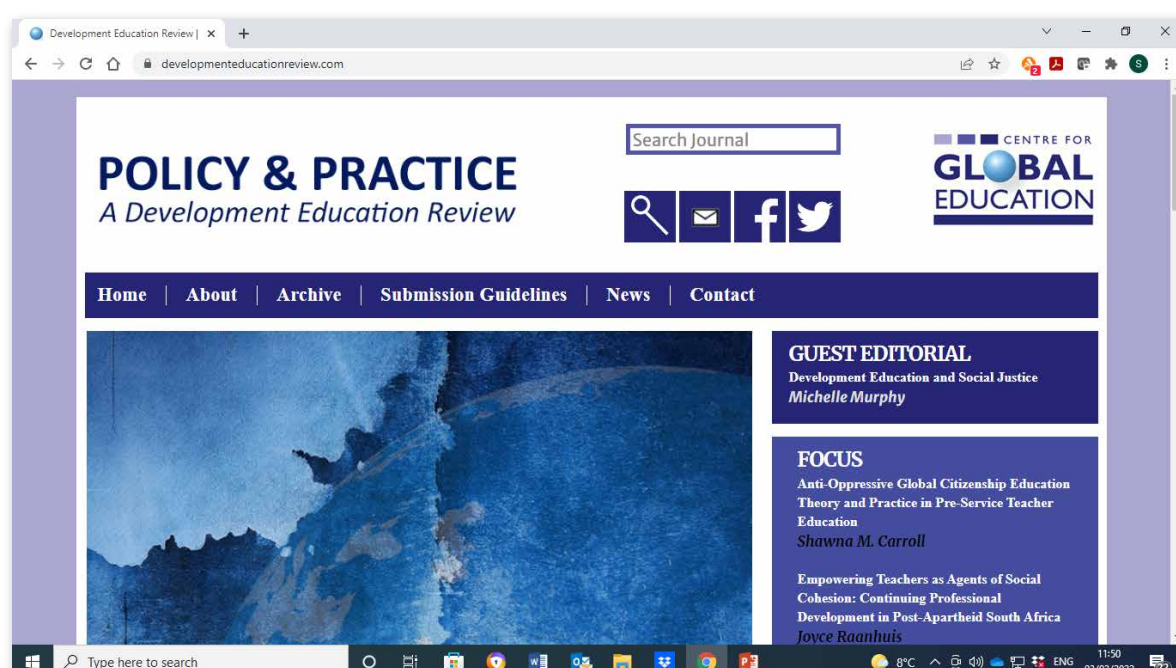 Development Education Review |
developmenteducationreview.com
2
S
Search Journal
POLICY & PRACTICE
A Development Education Review
CENTRE FOR
GLOBAL
EDUCATION
Home | About | Archive | Submission Guidelines | News | Contact
GUEST EDITORIAL
Development Education and Social Justice
Michelle Murphy
FOCUS
Anti-Oppressive Global Citizenship Education
Theory and Practice in Pre-Service Teacher
Education
Shawna M. Carroll
Empowering Teachers as Agents of Social
Cohesion: Continuing Professional
Development in Post-Apartheid South Africa
Joyce Raanhuis
Type here to search
8°C
ENG
11:50